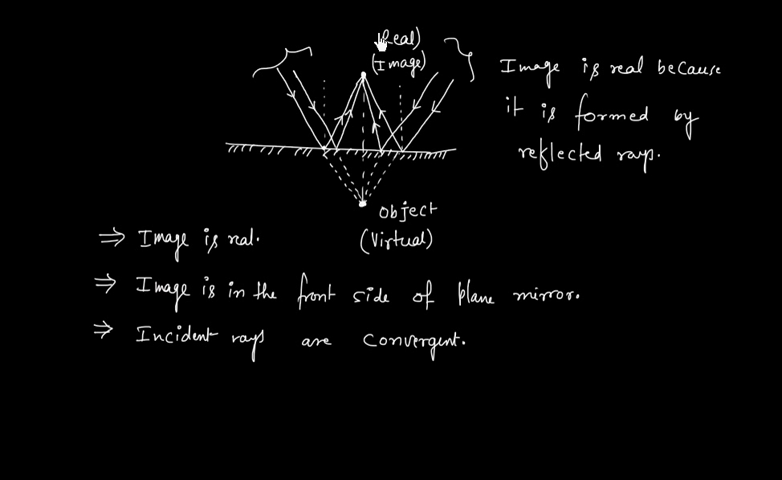 (Real)
(Image)
Image is real because
it is formed by
reflected rays.
Object
(Virtual)
⇒ Image is real.
⇒ Image is in the front side of plane mirror.
⇒ Incident rays are convergent.